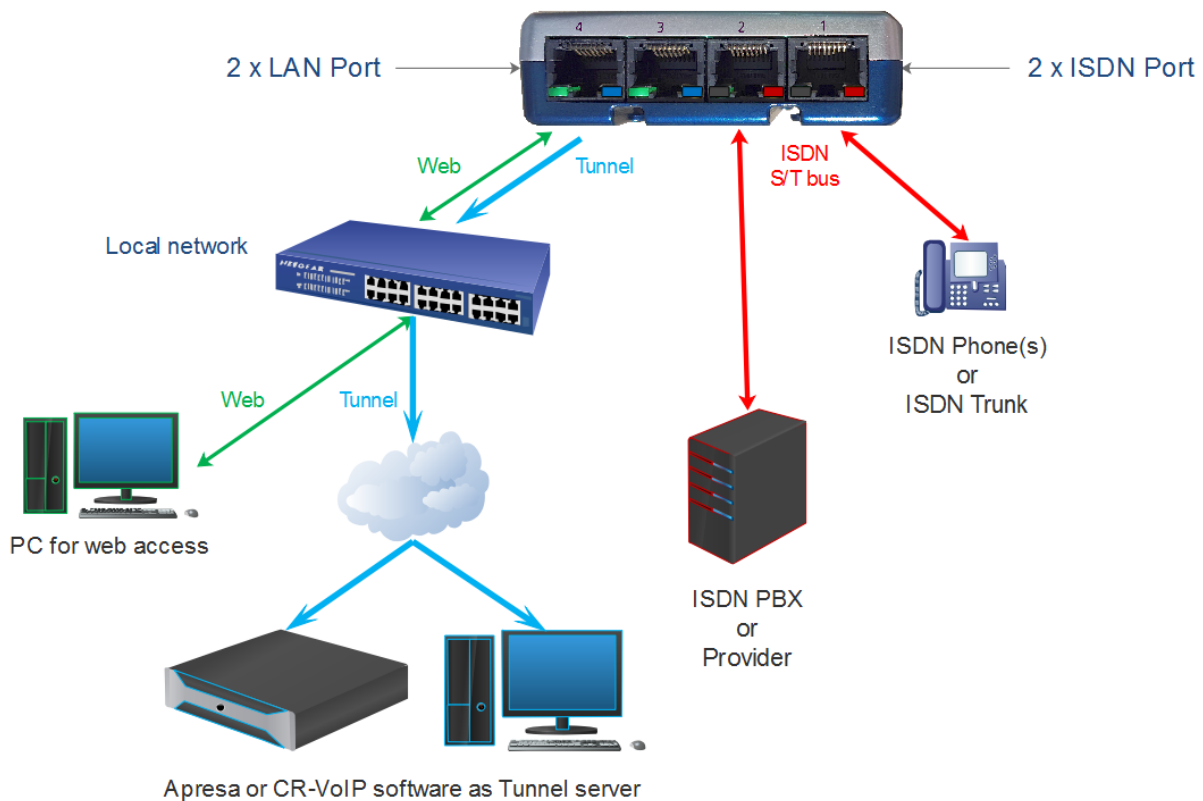 4 3 2 1
2 x LAN Port
2 x ISDN Port
Web
Tunnel
ISDN
S/T bus
Local network
ISDN Phone(s)
or
ISDN Trunk
Web
Tunnel
PC for web access
ISDN PBX
or
Provider
Apresa or CR-VoIP software as Tunnel server